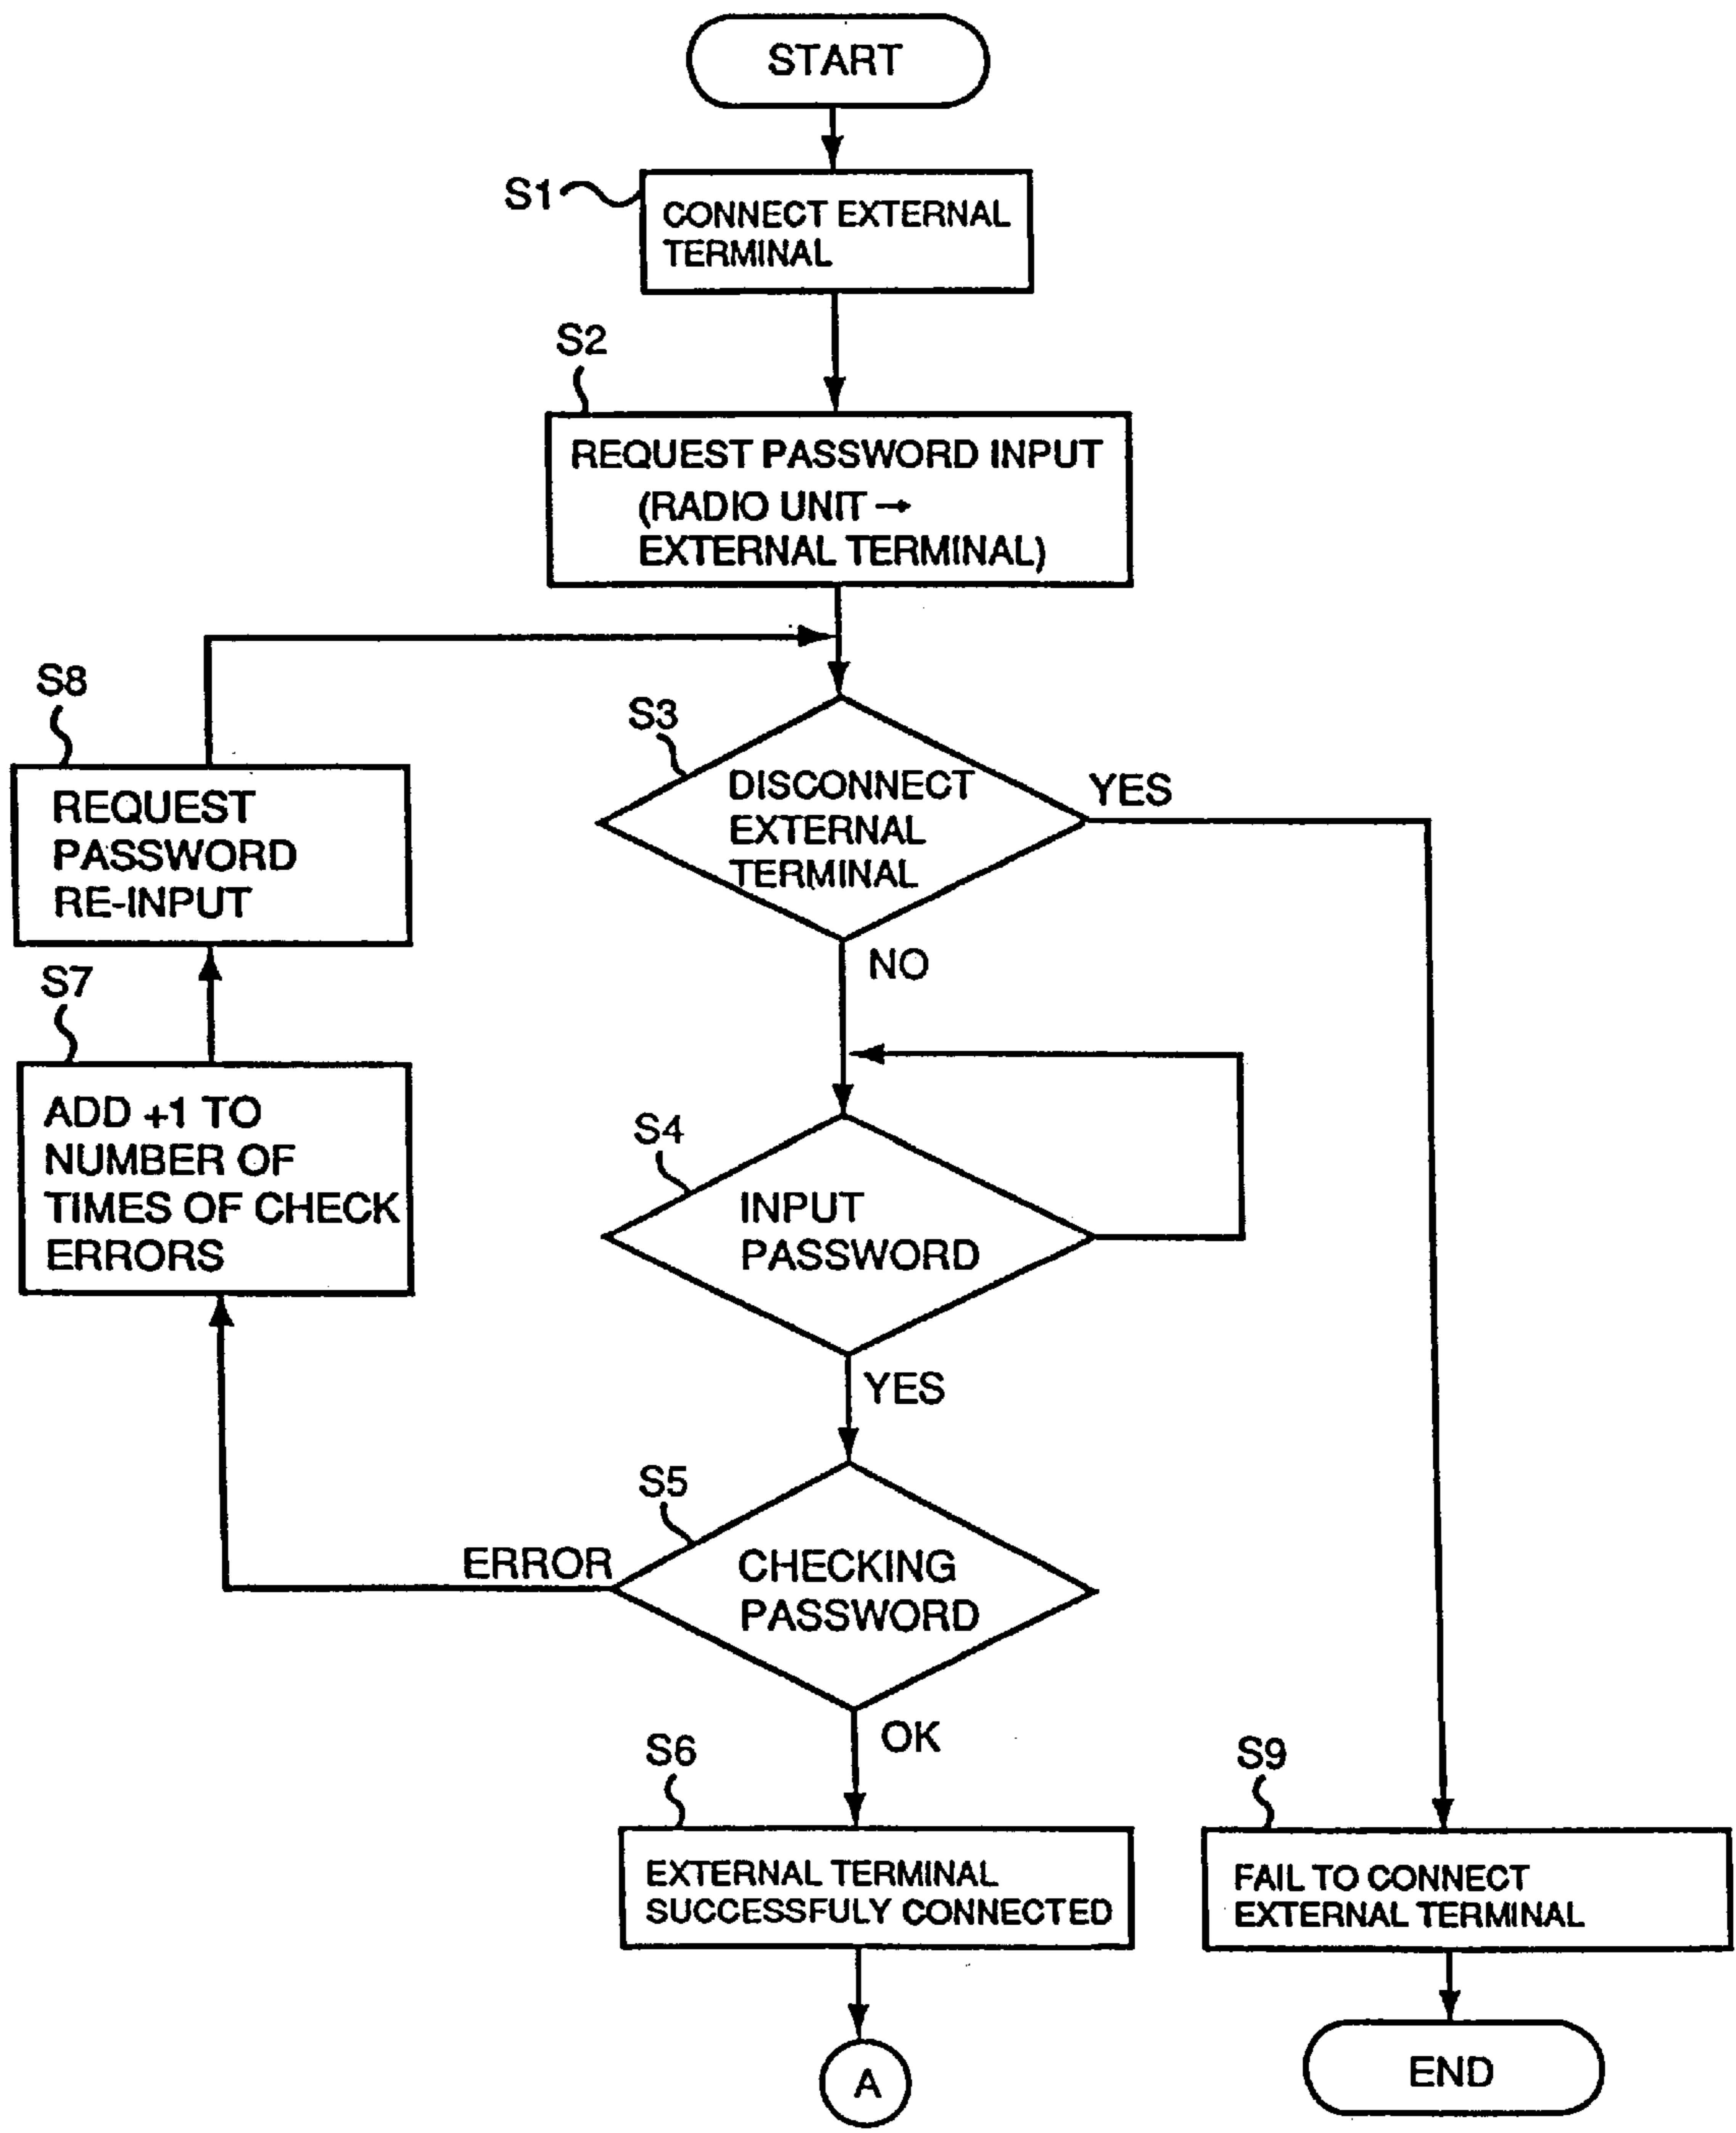 START
S1
CONNECT EXTERNAL
TERMINAL
S2
REQUEST PASSWORD INPUT
(RADIO UNIT →
EXTERNAL TERMINAL)
S3
DISCONNECT
EXTERNAL
TERMINAL
YES
NO
S8
REQUEST
PASSWORD
RE-INPUT
S7
ADD +1 TO
NUMBER OF
TIMES OF CHECK
ERRORS
S4
INPUT
PASSWORD
YES
S5
CHECKING
PASSWORD
ERROR
OK
S6
EXTERNAL TERMINAL
SUCCESSFULY CONNECTED
A
S9
FAIL TO CONNECT
EXTERNAL TERMINAL
END